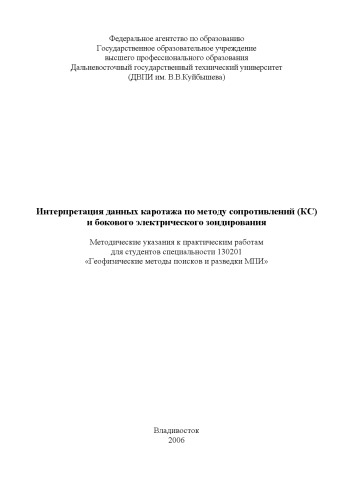 Федеральное агентство по образованию
Государственное образовательное учреждение
высшего профессионального образования
Дальневосточный государственный технический университет
(ДВПИ им. В.В.Куйбышева)
Интерпретация данных каротажа по методу сопротивлений (КС)
и бокового электрического зондирования
Методические указания к практическим работам
для студентов специальности 130201
«Геофизические методы поисков и разведки МПИ»
Владивосток
2006